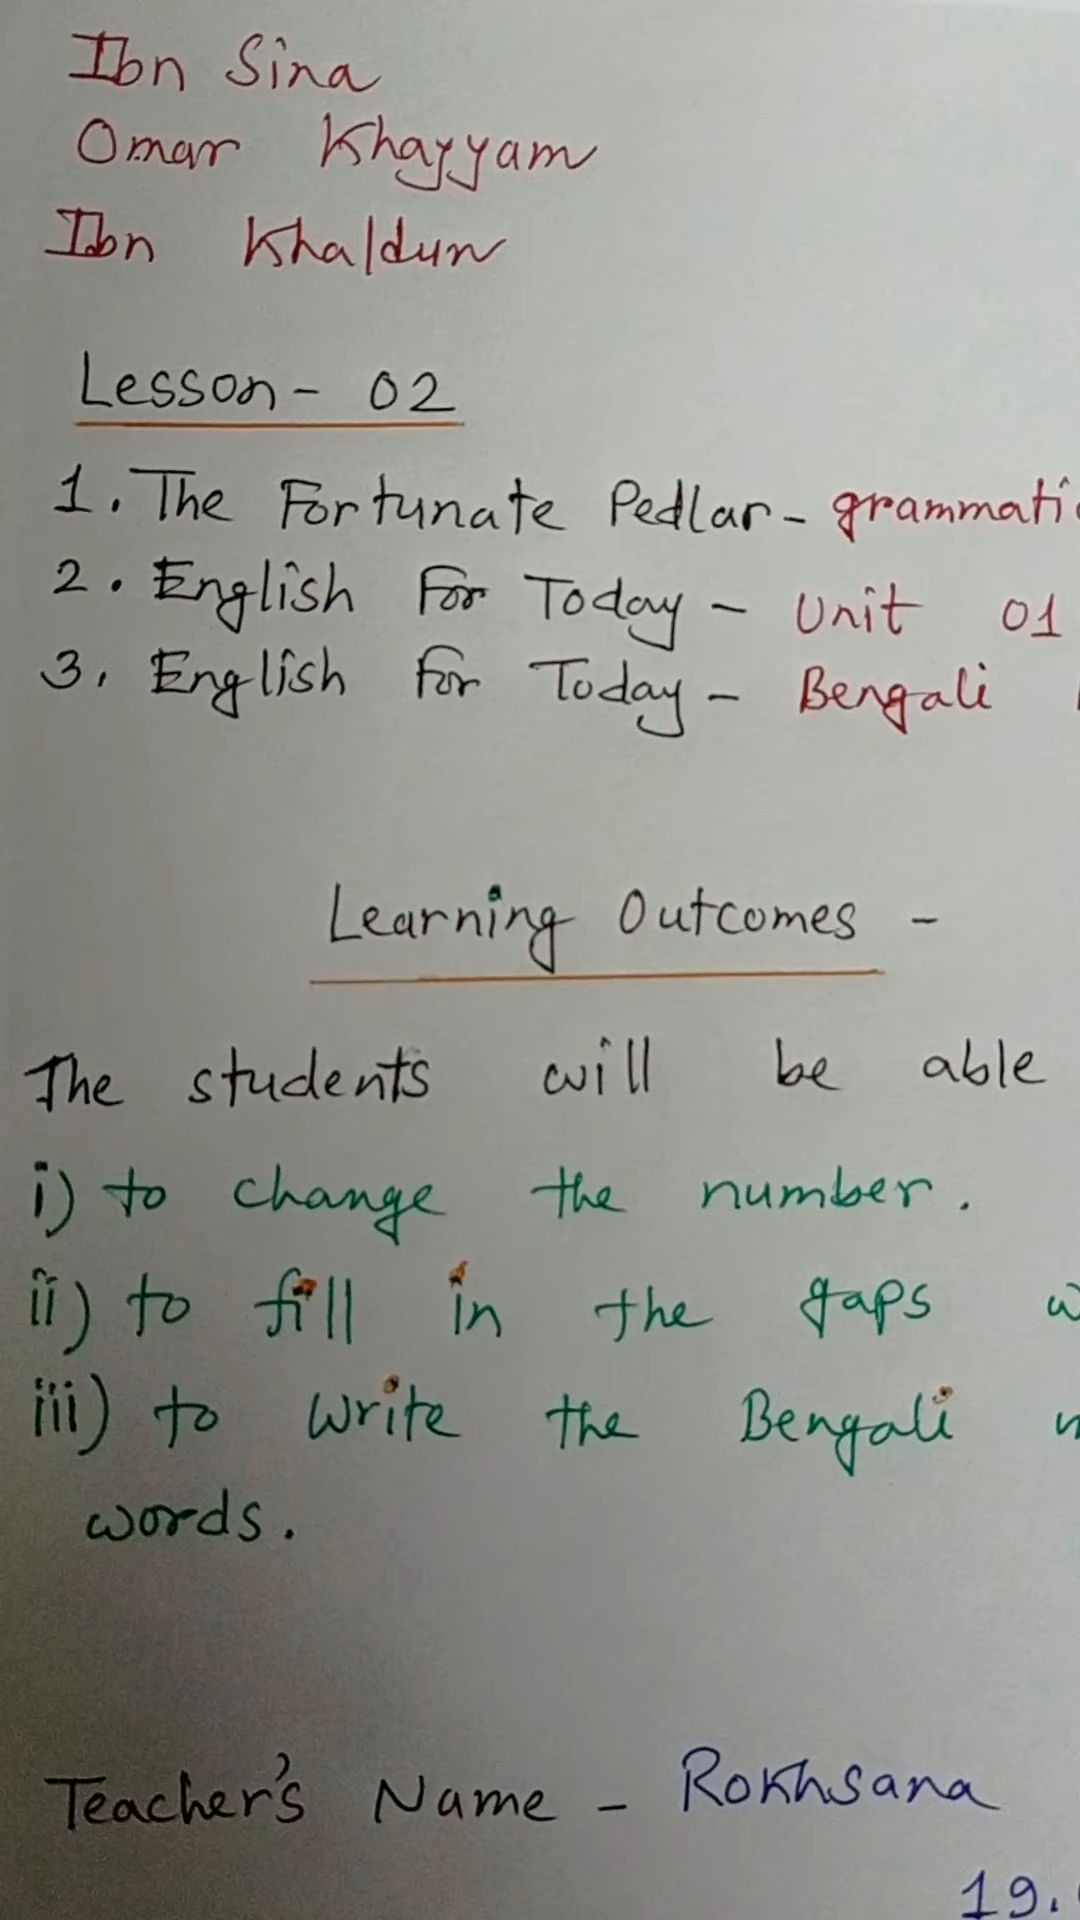 Ibn Sina
Omar Khayyam
Ibn Khaldun
Lesson - 02
1. The Fortunate Pedlar - grammati
2. English For Today - Unit 01
3. English for Today - Bengali
Learning Outcomes -
The students will be able
i) to change the number.
ii) to fill in the gaps w
iii) to write the Bengali
words.
Teacher's Name - Rokhsana
19.